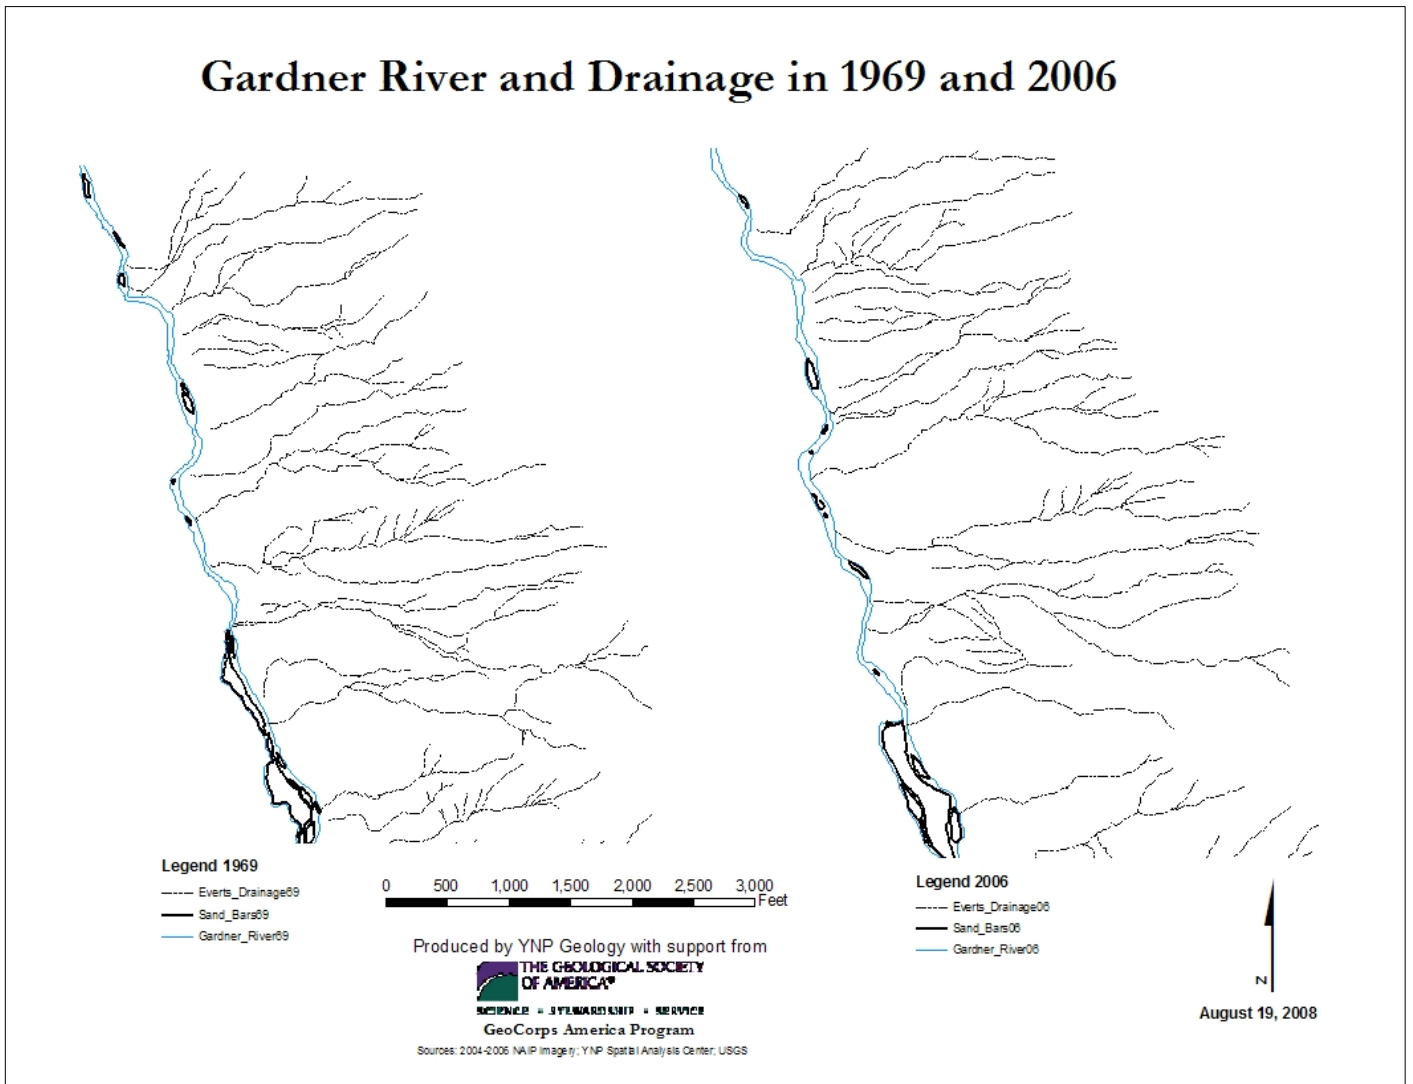 Gardner River and Drainage in 1969 and 2006
Legend 1969
Everts_Drainage69
Sand_Bars69
Gardner_River69
0 500 1,000 1,500 2,000 2,500 3,000
Feet
Produced by YNP Geology with support from
THE GEOLOGICAL SOCIETY
OF AMERICA®
SCIENCE • STEWARDSHIP • SERVICE
GeoCorps America Program
Sources: 2004-2006 NAIP Imagery; YNP Spatial Analysis Center; USGS
Legend 2006
Everts_Drainage06
Sand_Bars06
Gardner_River06
N
August 19, 2008